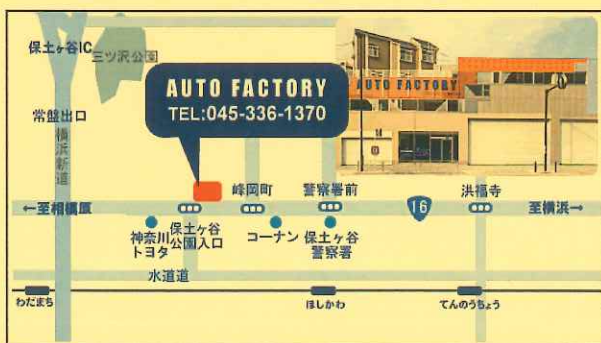 保土ヶ谷IC
三ツ沢公園
AUTO FACTORY
TEL:045-336-1370
AUTO FACTORY
常盤出口
横浜新道
←至相模原
保土ヶ谷
公園入口
峰岡町
警察署前
16
洪福寺
至横浜→
神奈川
トヨタ
コーナン
保土ヶ谷
警察署
水道道
わだまち
ほしかわ
てんのうちょう